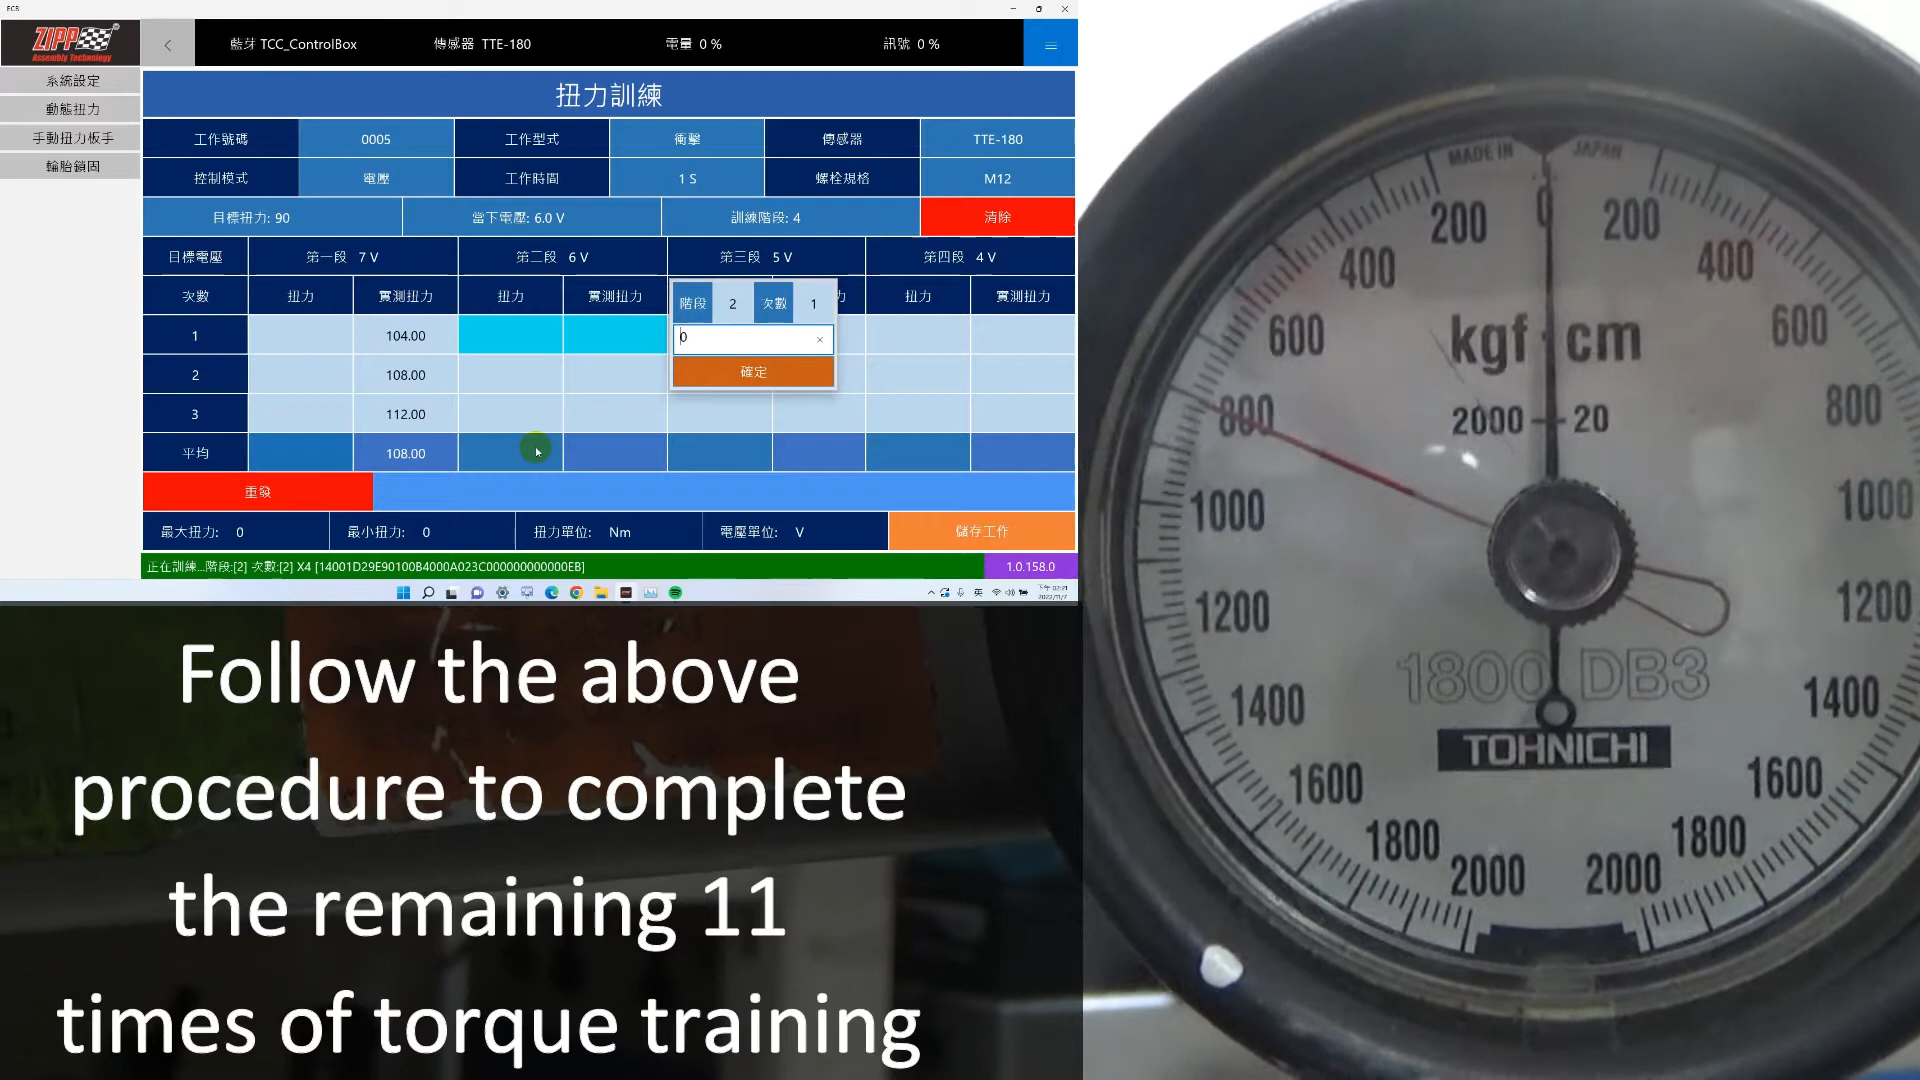 ECB
ZIPP
Assembly Technology
藍芽 TCC_ControlBox 傳感器 TTE-180 電量 0 % 訊號 0 %
系統設定
動態扭力
手動扭力板手
輪胎鎖固
扭力訓練
工作號碼 0005 工作型式 衝擊 傳感器 TTE-180
控制模式 電壓 工作時間 1 S 螺栓規格 M12
目標扭力: 90 當下電壓: 6.0 V 訓練階段: 4 清除
目標電壓 第一段 7 V 第二段 6 V 第三段 5 V 第四段 4 V
次數 扭力 實測扭力 扭力 實測扭力 力 扭力 實測扭力
階段 2 次數 1
0
確定
1 104.00
2 108.00
3 112.00
平均 108.00
重發
最大扭力: 0 最小扭力: 0 扭力單位: Nm 電壓單位: V 儲存工作
正在訓練...階段:[2] 次數:[2] X4 [14001D29E90100B4000A023C000000000000EB] 1.0.158.0
英 下午 02:21
2022/11/7
Follow the above
procedure to complete
the remaining 11
times of torque training
MADE IN JAPAN
200 0 200
400 400
600 600
kgf・cm
800 800
2000 — 20
1000 1000
1200 1200
1800 DB3
1400 1400
TOHNICHI
1600 1600
1800 1800
2000 2000